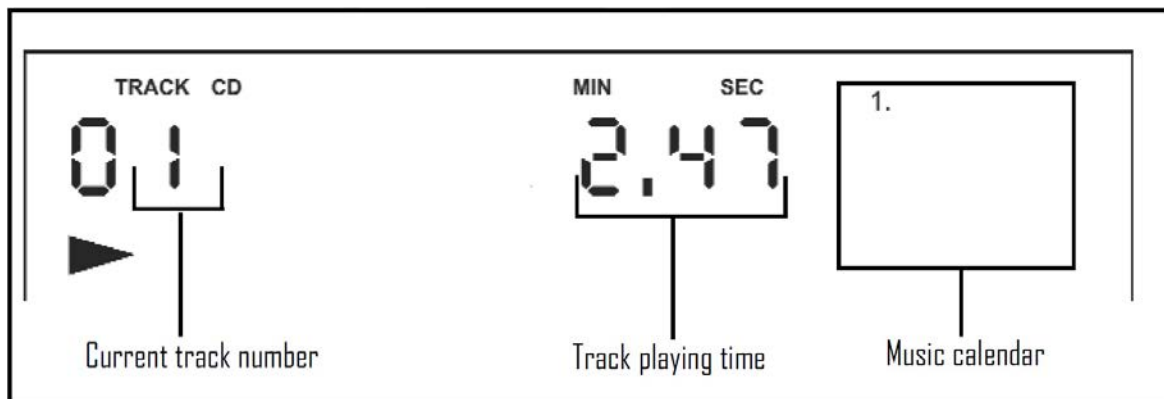 TRACK CD MIN SEC
01 2.47 1.
Current track number Track playing time Music calendar